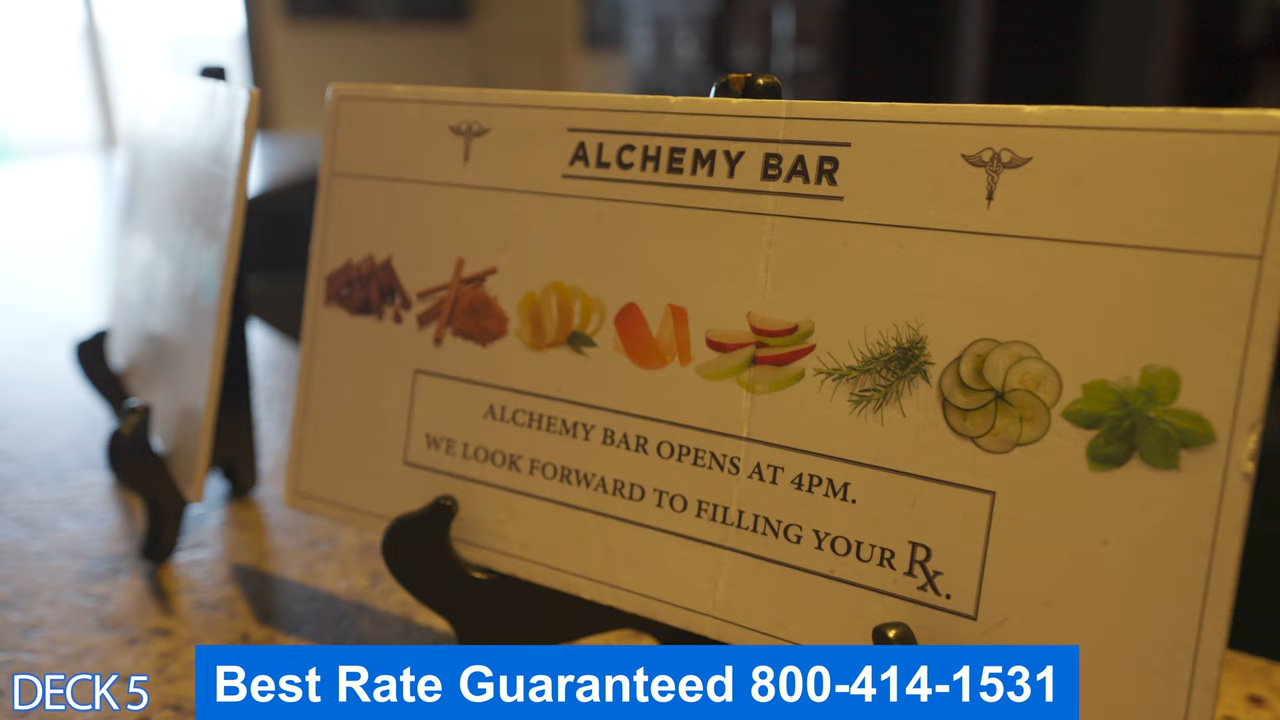 ALCHEMY BAR
ALCHEMY BAR OPENS AT 4PM.
WE LOOK FORWARD TO FILLING YOUR Rx.
DECK 5
Best Rate Guaranteed 800-414-1531